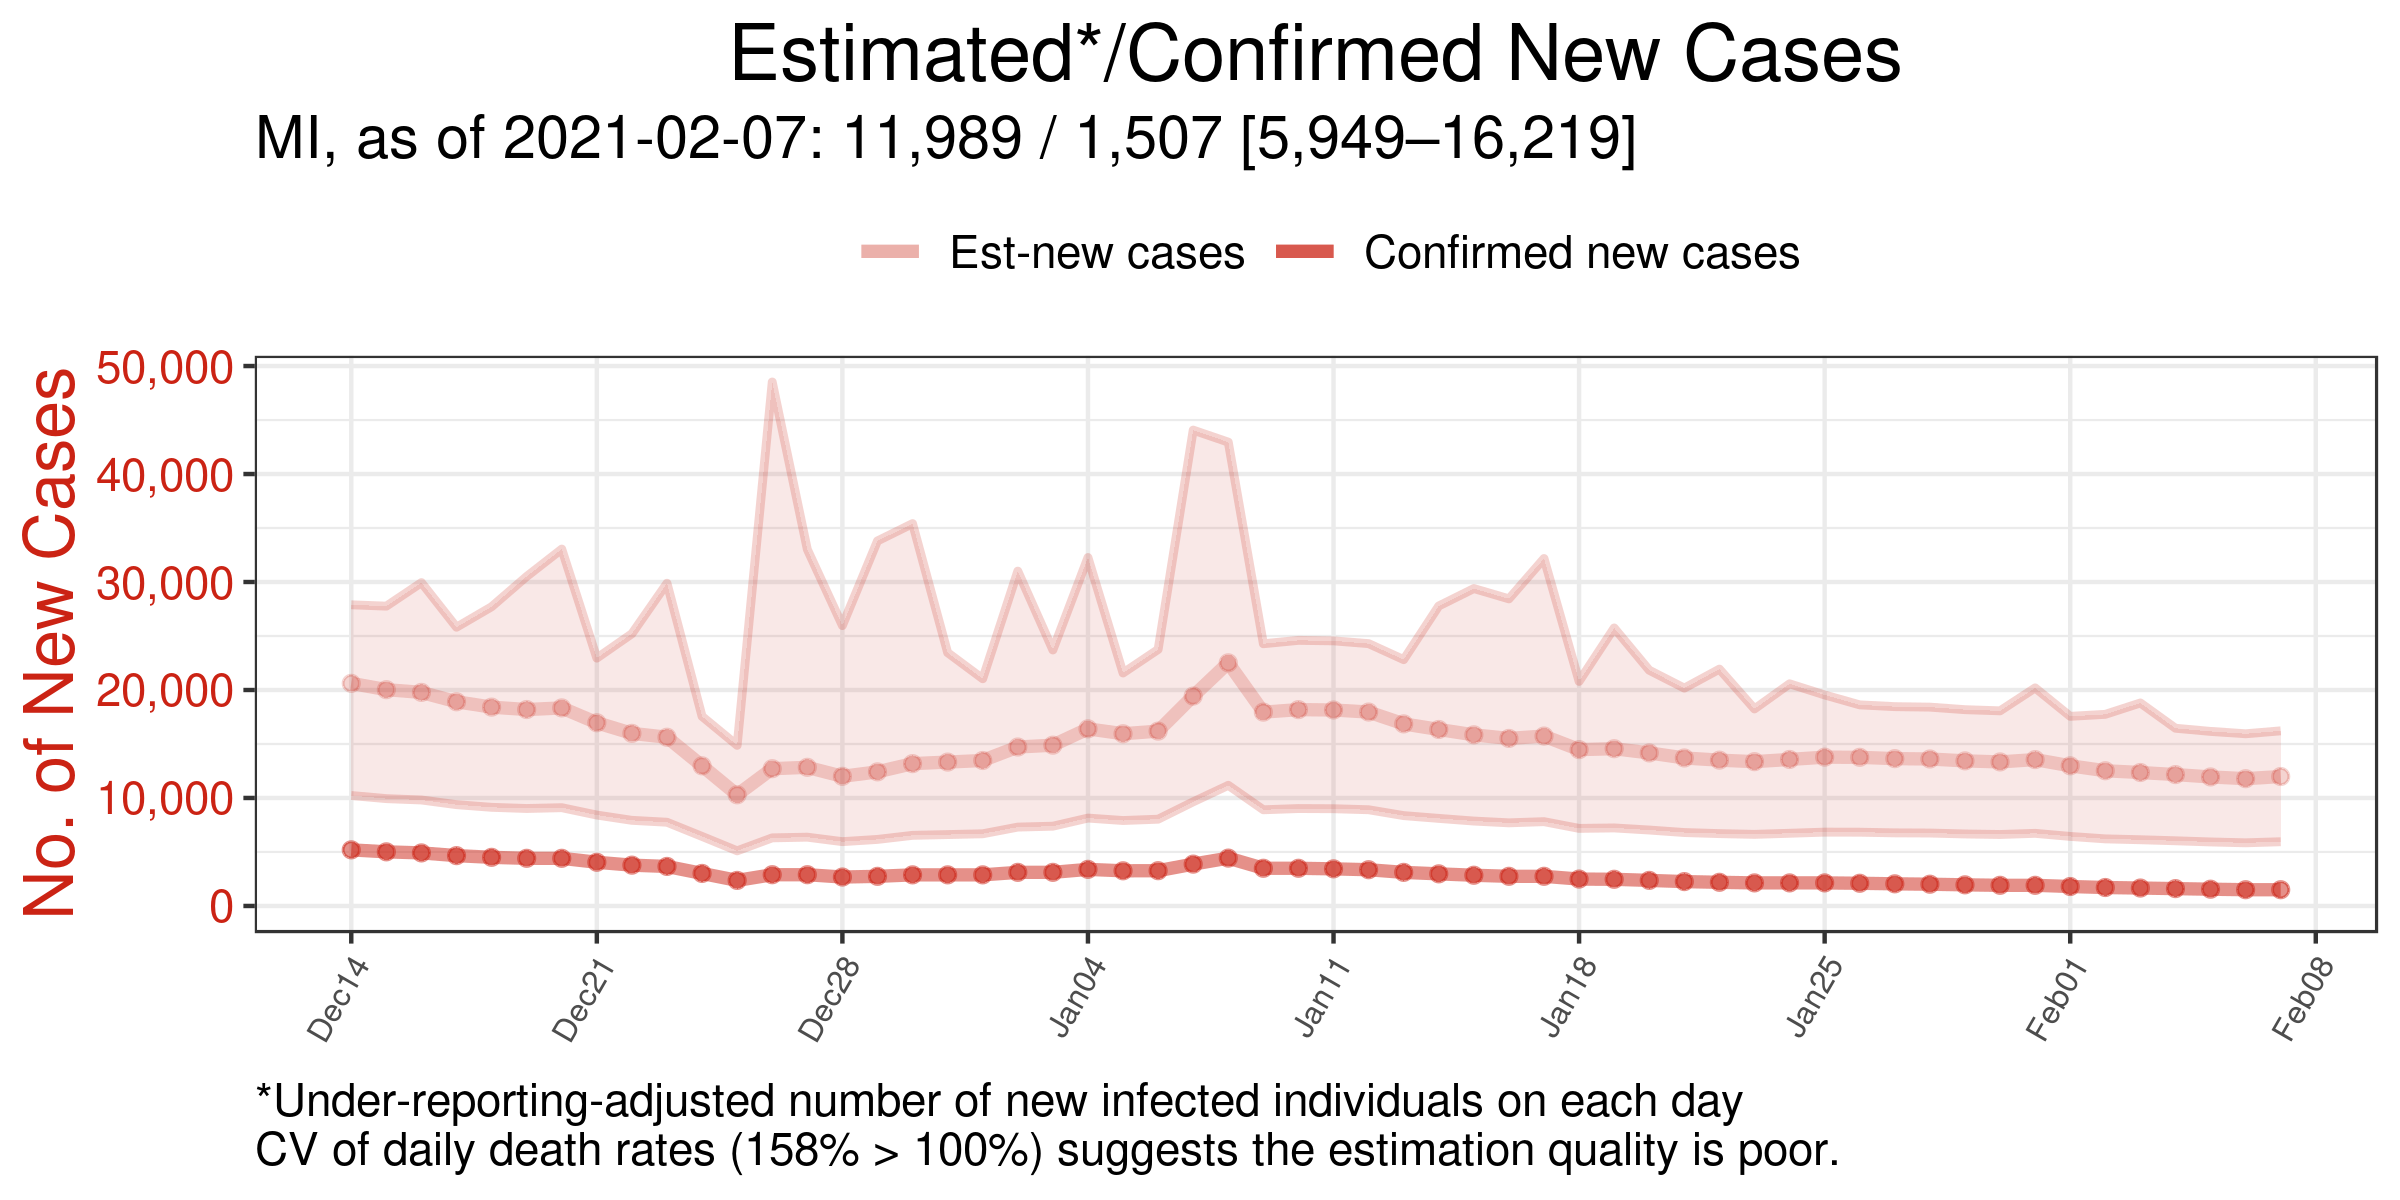 Estimated*/Confirmed New Cases
MI, as of 2021-02-07: 11,989 / 1,507 [5,949–16,219]
Est-new cases Confirmed new cases
No. of New Cases
50,000
40,000
30,000
20,000
10,000
0
Dec14 Dec21 Dec28 Jan04 Jan11 Jan18 Jan25 Feb01 Feb08
*Under-reporting-adjusted number of new infected individuals on each day
CV of daily death rates (158% > 100%) suggests the estimation quality is poor.